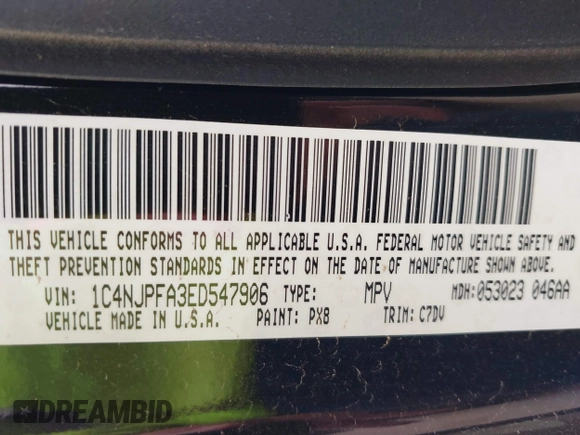 THIS VEHICLE CONFORMS TO ALL APPLICABLE U.S.A. FEDERAL MOTOR VEHICLE SAFETY AND
THEFT PREVENTION STANDARDS IN EFFECT ON THE DATE OF MANUFACTURE SHOWN ABOVE.
VIN: 1C4NJPFA3ED547906 TYPE: MPV MDH:053023 046AA
VEHICLE MADE IN U.S.A. PAINT: PX8 TRIM: C7DV
DREAMBID